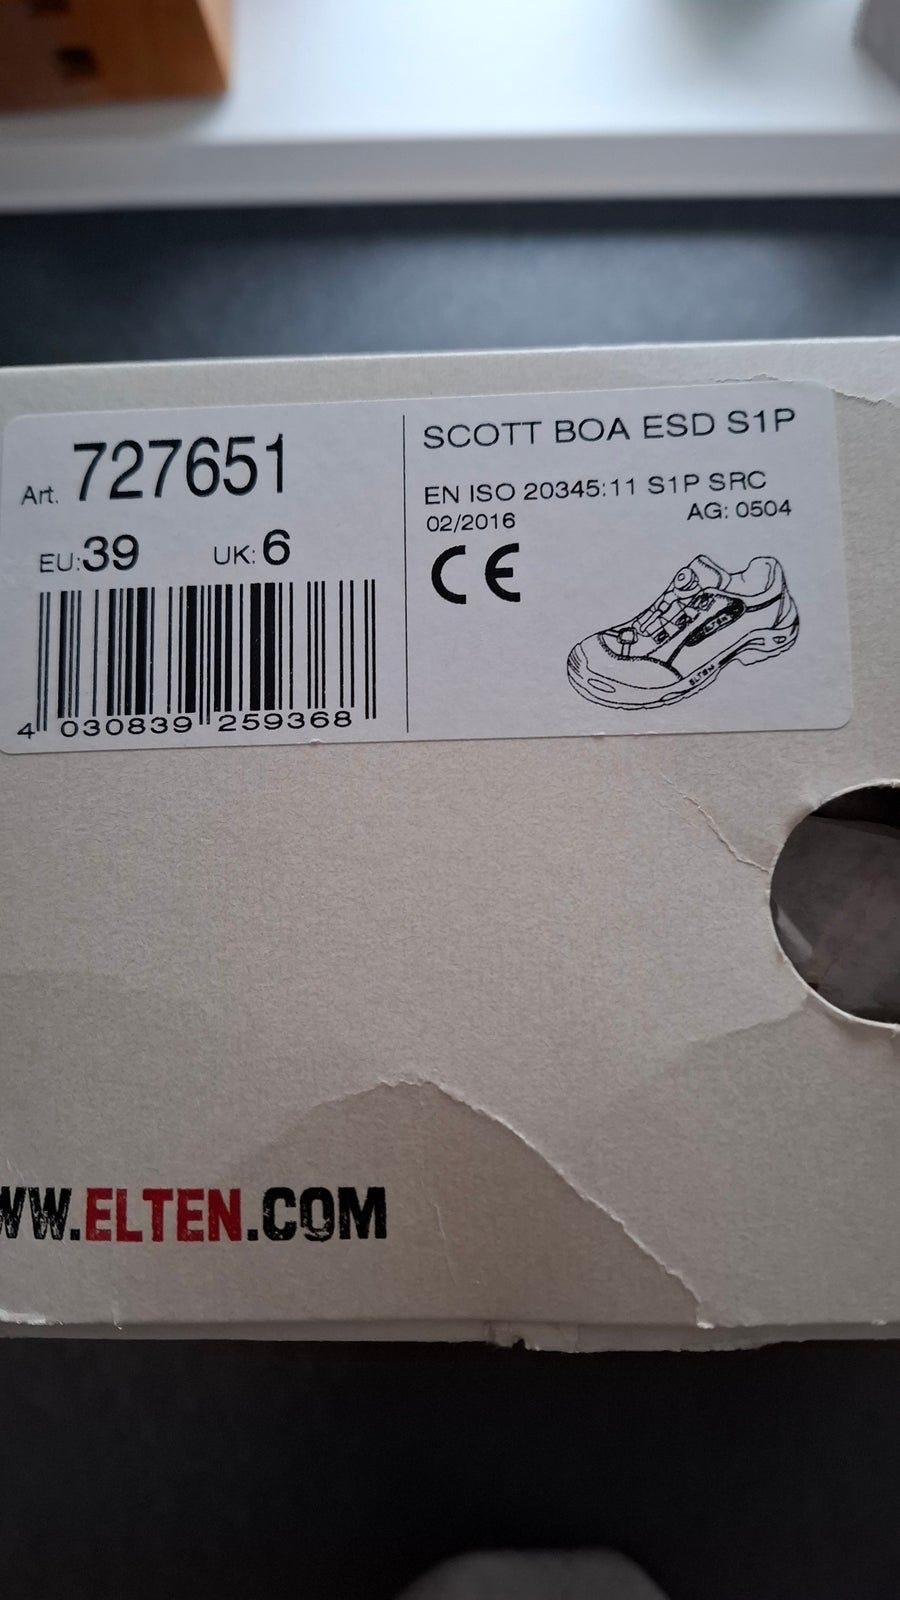 Art. 727651
EU:39 UK:6
4 030839 259368
SCOTT BOA ESD S1P
EN ISO 20345:11 S1P SRC
02/2016 AG: 0504
CE
ELTEN
ELTEN
WW.ELTEN.COM